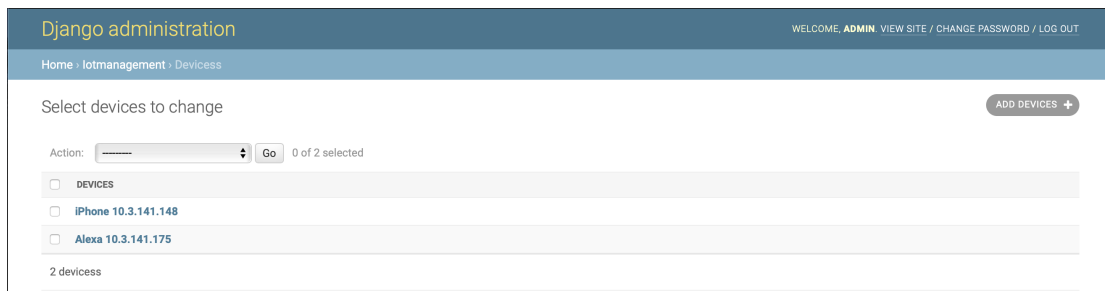 Django administration
WELCOME, ADMIN. VIEW SITE / CHANGE PASSWORD / LOG OUT
Home › Iotmanagement › Devicess
Select devices to change
ADD DEVICES +
Action: --------- Go 0 of 2 selected
DEVICES
iPhone 10.3.141.148
Alexa 10.3.141.175
2 devicess